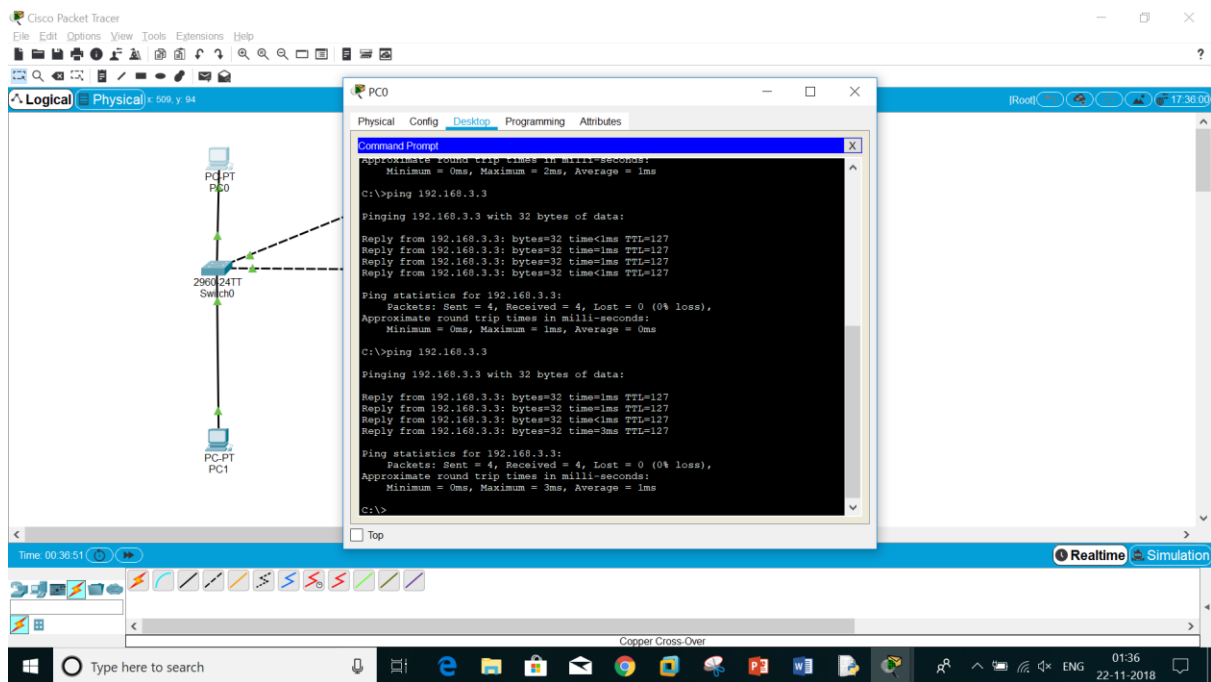 Cisco Packet Tracer
File Edit Options View Tools Extensions Help
?
Logical Physical x: 509, y: 94
[Root] 17:36:00
PC-PT
PC0
2960-24TT
Switch0
PC-PT
PC1
PC0
Physical Config Desktop Programming Attributes
Command Prompt X
Approximate round trip times in milli-seconds:
Minimum = 0ms, Maximum = 2ms, Average = 1ms
C:\>ping 192.168.3.3
Pinging 192.168.3.3 with 32 bytes of data:
Reply from 192.168.3.3: bytes=32 time<1ms TTL=127
Reply from 192.168.3.3: bytes=32 time=1ms TTL=127
Reply from 192.168.3.3: bytes=32 time=1ms TTL=127
Reply from 192.168.3.3: bytes=32 time<1ms TTL=127
Ping statistics for 192.168.3.3:
Packets: Sent = 4, Received = 4, Lost = 0 (0% loss),
Approximate round trip times in milli-seconds:
Minimum = 0ms, Maximum = 1ms, Average = 0ms
C:\>ping 192.168.3.3
Pinging 192.168.3.3 with 32 bytes of data:
Reply from 192.168.3.3: bytes=32 time=1ms TTL=127
Reply from 192.168.3.3: bytes=32 time<1ms TTL=127
Reply from 192.168.3.3: bytes=32 time<1ms TTL=127
Reply from 192.168.3.3: bytes=32 time=3ms TTL=127
Ping statistics for 192.168.3.3:
Packets: Sent = 4, Received = 4, Lost = 0 (0% loss),
Approximate round trip times in milli-seconds:
Minimum = 0ms, Maximum = 3ms, Average = 1ms
C:\>
Top
Time: 00:36:51
Realtime Simulation
Copper Cross-Over
Type here to search
ENG
01:36
22-11-2018